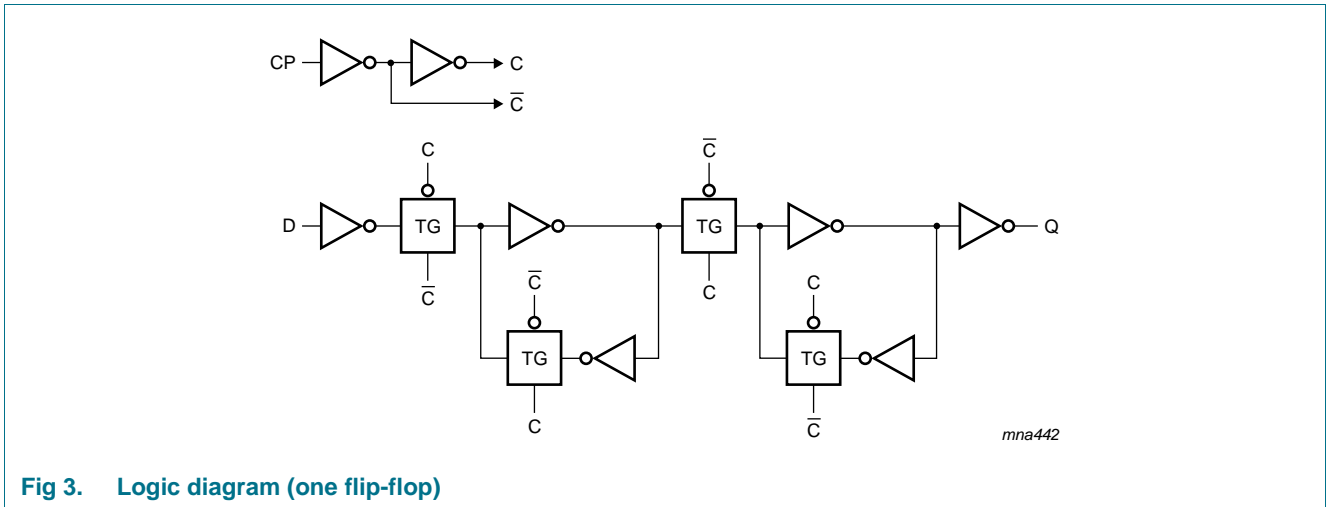 CP
C
C̅
C
C̅
D
TG
TG
Q
C̅
C̅
C
C
TG
TG
C
C̅
mna442
Fig 3. Logic diagram (one flip-flop)